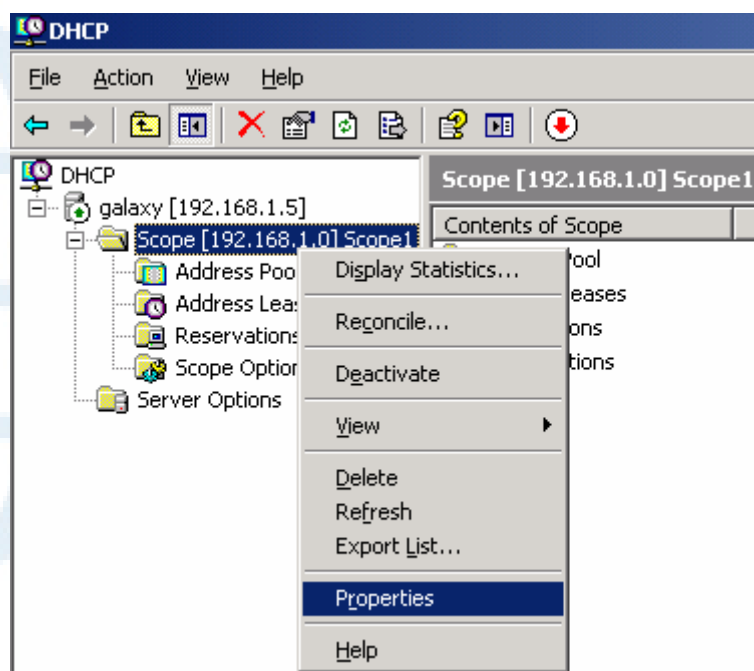 DHCP
File Action View Help
DHCP
galaxy [192.168.1.5]
Scope [192.168.1.0] Scope1
Address Poo
Address Lea
Reservations
Scope Option
Server Options
Scope [192.168.1.0] Scope1
Contents of Scope
ool
eases
ons
tions
Display Statistics...
Reconcile...
Deactivate
View
Delete
Refresh
Export List...
Properties
Help